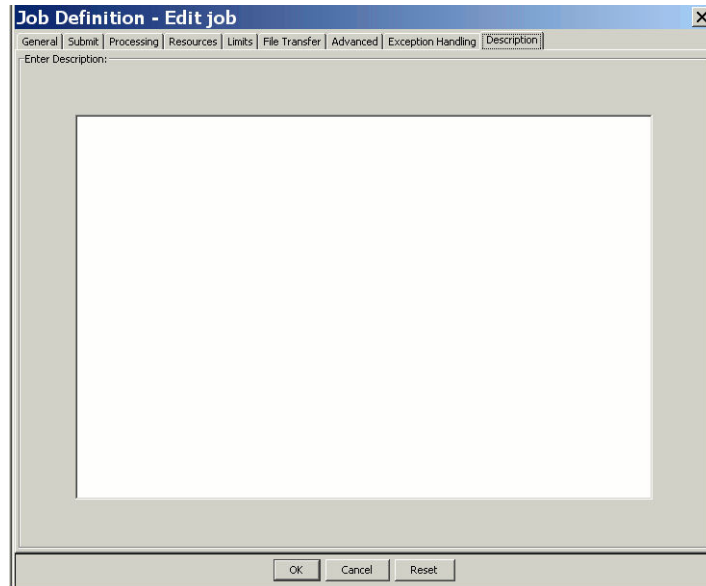 Job Definition - Edit job
General Submit Processing Resources Limits File Transfer Advanced Exception Handling Description
Enter Description:
OK Cancel Reset